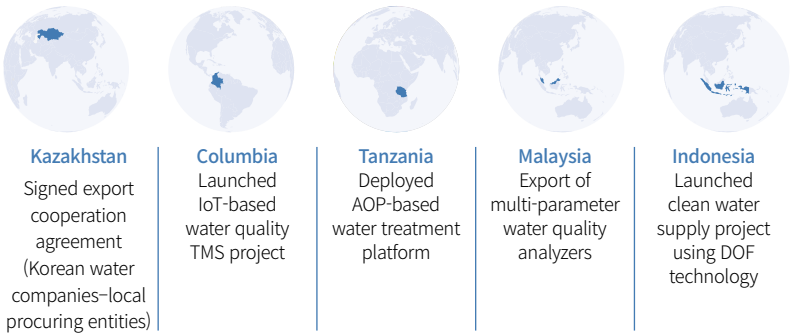 Kazakhstan
Signed export
cooperation
agreement
(Korean water
companies–local
procuring entities)
Columbia
Launched
IoT-based
water quality
TMS project
Tanzania
Deployed
AOP-based
water treatment
platform
Malaysia
Export of
multi-parameter
water quality
analyzers
Indonesia
Launched
clean water
supply project
using DOF
technology